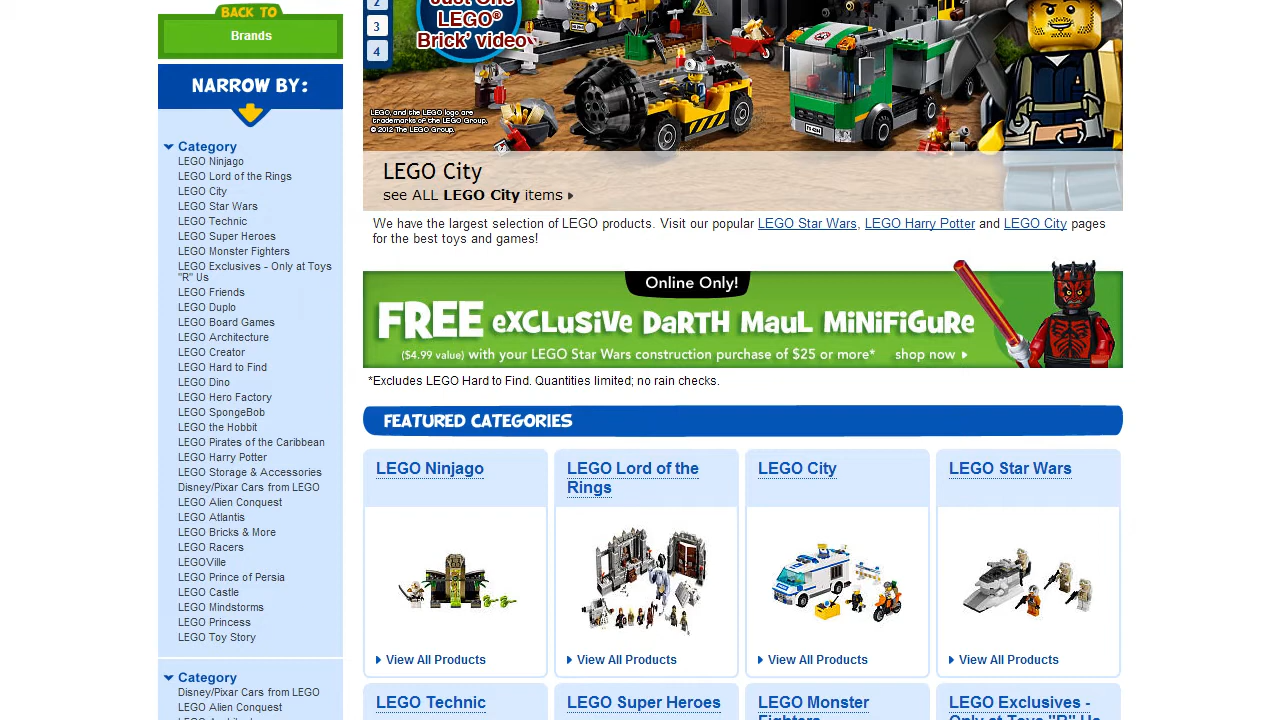 BACK TO
Brands
NARROW BY:
Category
LEGO Ninjago
LEGO Lord of the Rings
LEGO City
LEGO Star Wars
LEGO Technic
LEGO Super Heroes
LEGO Monster Fighters
LEGO Exclusives - Only at Toys
"R" Us
LEGO Friends
LEGO Duplo
LEGO Board Games
LEGO Architecture
LEGO Creator
LEGO Hard to Find
LEGO Dino
LEGO Hero Factory
LEGO SpongeBob
LEGO the Hobbit
LEGO Pirates of the Caribbean
LEGO Harry Potter
LEGO Storage & Accessories
Disney/Pixar Cars from LEGO
LEGO Alien Conquest
LEGO Atlantis
LEGO Bricks & More
LEGO Racers
LEGOVille
LEGO Prince of Persia
LEGO Castle
LEGO Mindstorms
LEGO Princess
LEGO Toy Story
Category
Disney/Pixar Cars from LEGO
LEGO Alien Conquest
2
3
4
Just One
LEGO®
Brick' video
LEGO, and the LEGO logo are
trademarks of the LEGO Group.
© 2012 The LEGO Group.
LEGO City
see ALL LEGO City items
We have the largest selection of LEGO products. Visit our popular LEGO Star Wars, LEGO Harry Potter and LEGO City pages
for the best toys and games!
Online Only!
FREE exclusive Darth Maul Minifigure
($4.99 value) with your LEGO Star Wars construction purchase of $25 or more* shop now
*Excludes LEGO Hard to Find. Quantities limited; no rain checks.
FEATURED CATEGORIES
LEGO Ninjago
View All Products
LEGO Lord of the
Rings
View All Products
LEGO City
View All Products
LEGO Star Wars
View All Products
LEGO Technic
LEGO Super Heroes
LEGO Monster
Fighters
LEGO Exclusives -
Only at Toys "R" Us